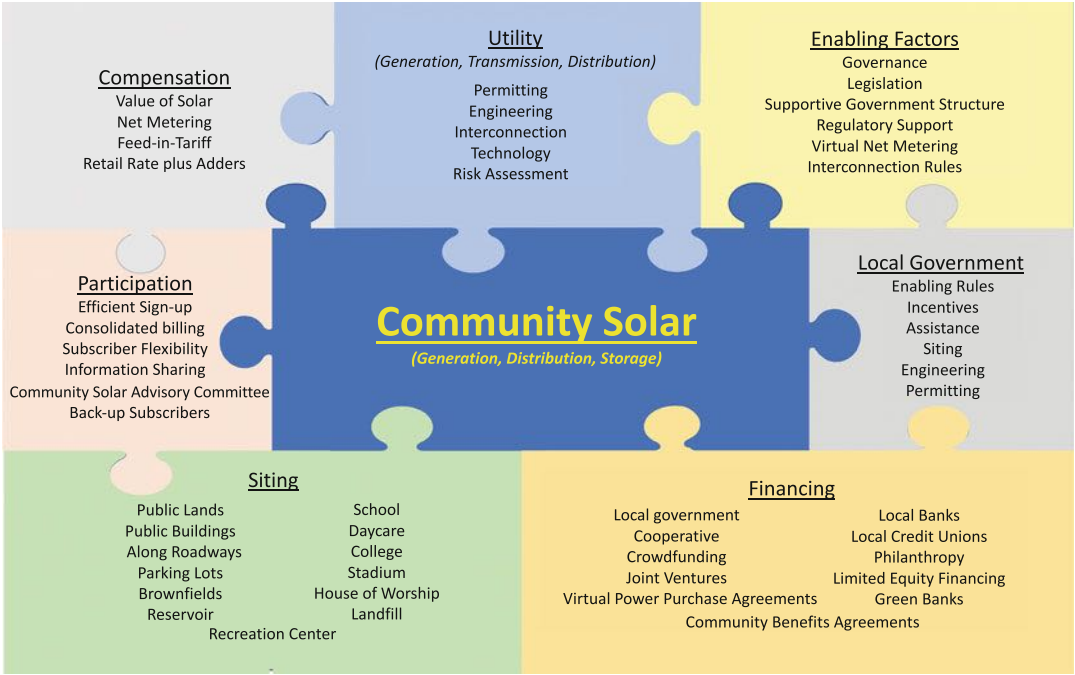 Compensation
Value of Solar
Net Metering
Feed-in-Tariff
Retail Rate plus Adders
Utility
(Generation, Transmission, Distribution)
Permitting
Engineering
Interconnection
Technology
Risk Assessment
Enabling Factors
Governance
Legislation
Supportive Government Structure
Regulatory Support
Virtual Net Metering
Interconnection Rules
Participation
Efficient Sign-up
Consolidated billing
Subscriber Flexibility
Information Sharing
Community Solar Advisory Committee
Back-up Subscribers
Community Solar
(Generation, Distribution, Storage)
Local Government
Enabling Rules
Incentives
Assistance
Siting
Engineering
Permitting
Siting
Public Lands
Public Buildings
Along Roadways
Parking Lots
Brownfields
Reservoir
School
Daycare
College
Stadium
House of Worship
Landfill
Recreation Center
Financing
Local government
Cooperative
Crowdfunding
Joint Ventures
Virtual Power Purchase Agreements
Local Banks
Local Credit Unions
Philanthropy
Limited Equity Financing
Green Banks
Community Benefits Agreements